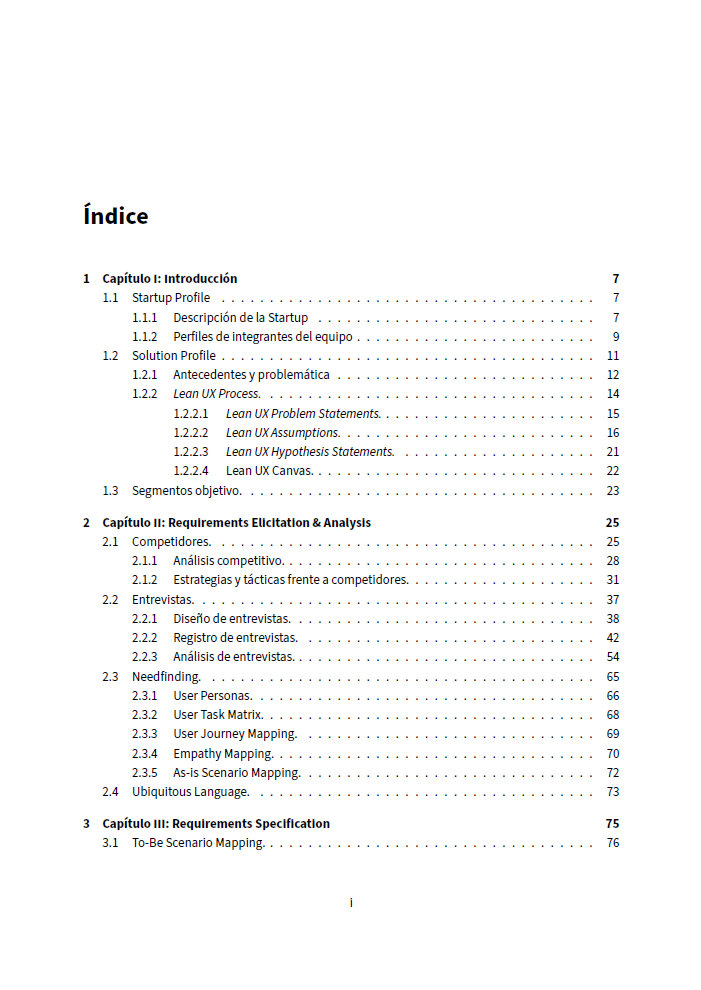 Índice
1 Capítulo I: Introducción 7
1.1 Startup Profile . . . . . . . . . . . . . . . . . . . . . . . . . . . . . . . . . . . . . . . 7
1.1.1 Descripción de la Startup . . . . . . . . . . . . . . . . . . . . . . . . . . . . . 7
1.1.2 Perfiles de integrantes del equipo . . . . . . . . . . . . . . . . . . . . . . . . . 9
1.2 Solution Profile . . . . . . . . . . . . . . . . . . . . . . . . . . . . . . . . . . . . . . . 11
1.2.1 Antecedentes y problemática . . . . . . . . . . . . . . . . . . . . . . . . . . . 12
1.2.2 Lean UX Process. . . . . . . . . . . . . . . . . . . . . . . . . . . . . . . . . . . 14
1.2.2.1 Lean UX Problem Statements. . . . . . . . . . . . . . . . . . . . . . . 15
1.2.2.2 Lean UX Assumptions. . . . . . . . . . . . . . . . . . . . . . . . . . . 16
1.2.2.3 Lean UX Hypothesis Statements. . . . . . . . . . . . . . . . . . . . . 21
1.2.2.4 Lean UX Canvas. . . . . . . . . . . . . . . . . . . . . . . . . . . . . . 22
1.3 Segmentos objetivo. . . . . . . . . . . . . . . . . . . . . . . . . . . . . . . . . . . . . 23
2 Capítulo II: Requirements Elicitation & Analysis 25
2.1 Competidores. . . . . . . . . . . . . . . . . . . . . . . . . . . . . . . . . . . . . . . . 25
2.1.1 Análisis competitivo. . . . . . . . . . . . . . . . . . . . . . . . . . . . . . . . . 28
2.1.2 Estrategias y tácticas frente a competidores. . . . . . . . . . . . . . . . . . . . 31
2.2 Entrevistas. . . . . . . . . . . . . . . . . . . . . . . . . . . . . . . . . . . . . . . . . . 37
2.2.1 Diseño de entrevistas. . . . . . . . . . . . . . . . . . . . . . . . . . . . . . . . 38
2.2.2 Registro de entrevistas. . . . . . . . . . . . . . . . . . . . . . . . . . . . . . . 42
2.2.3 Análisis de entrevistas. . . . . . . . . . . . . . . . . . . . . . . . . . . . . . . . 54
2.3 Needfinding. . . . . . . . . . . . . . . . . . . . . . . . . . . . . . . . . . . . . . . . . 65
2.3.1 User Personas. . . . . . . . . . . . . . . . . . . . . . . . . . . . . . . . . . . . 66
2.3.2 User Task Matrix. . . . . . . . . . . . . . . . . . . . . . . . . . . . . . . . . . . 68
2.3.3 User Journey Mapping. . . . . . . . . . . . . . . . . . . . . . . . . . . . . . . 69
2.3.4 Empathy Mapping. . . . . . . . . . . . . . . . . . . . . . . . . . . . . . . . . . 70
2.3.5 As-is Scenario Mapping. . . . . . . . . . . . . . . . . . . . . . . . . . . . . . . 72
2.4 Ubiquitous Language. . . . . . . . . . . . . . . . . . . . . . . . . . . . . . . . . . . . 73
3 Capítulo III: Requirements Specification 75
3.1 To-Be Scenario Mapping. . . . . . . . . . . . . . . . . . . . . . . . . . . . . . . . . . . 76
i